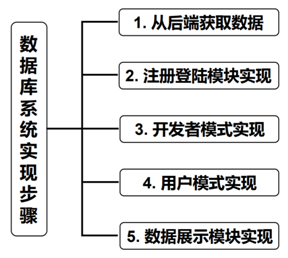 数据库系统实现步骤
1. 从后端获取数据
2. 注册登陆模块实现
3. 开发者模式实现
4. 用户模式实现
5. 数据展示模块实现